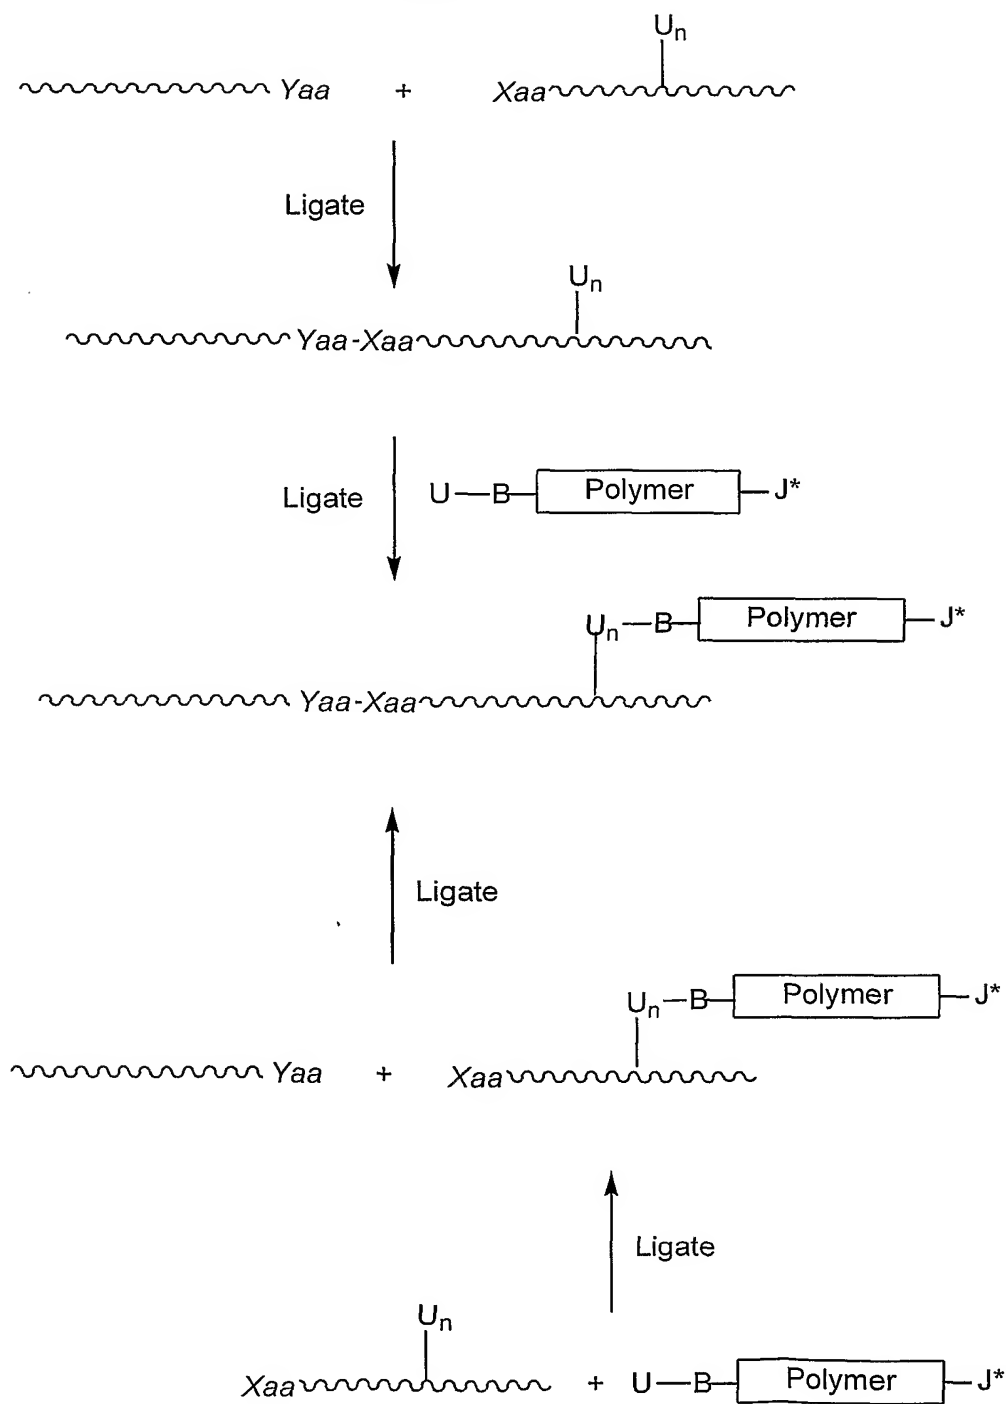 Uₙ
Yaa + Xaa
Ligate
Uₙ
Yaa-Xaa
Ligate U—B— Polymer —J*
Uₙ—B— Polymer —J*
Yaa-Xaa
Ligate
Uₙ—B— Polymer —J*
Yaa + Xaa
Ligate
Uₙ
Xaa + U—B— Polymer —J*